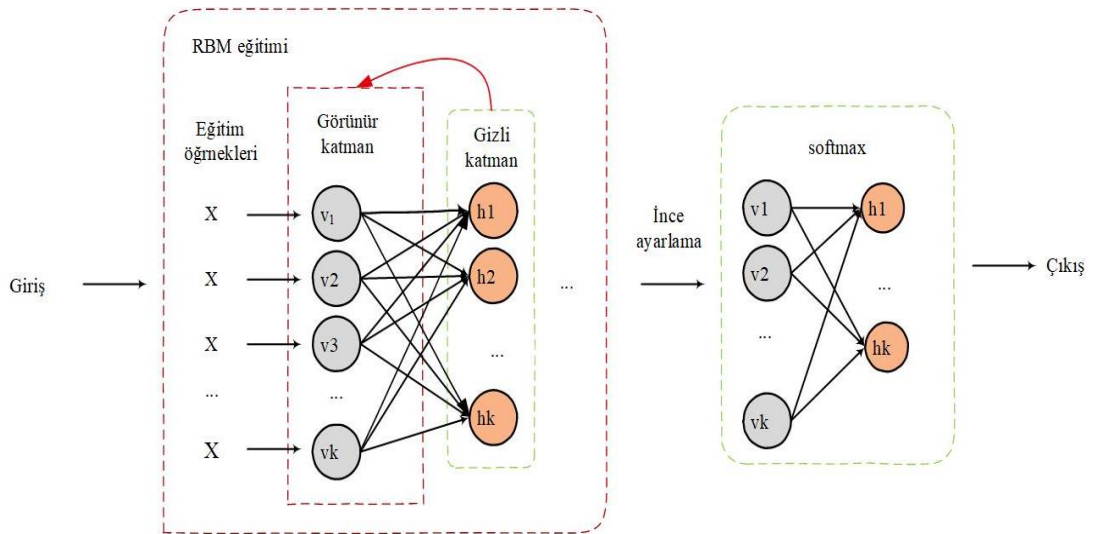 RBM eğitimi
Eğitim
öğrnekleri
Görünür
katman
Gizli
katman
softmax
X
v1
h1
X
v2
h2
X
v3
...
...
...
...
X
vk
hk
Giriş
İnce
ayarlama
v1
h1
v2
...
...
hk
vk
Çıkış